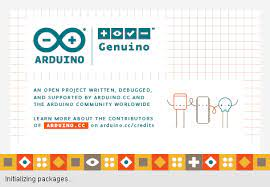 ARDUINO
Genuino
AN OPEN PROJECT WRITTEN, DEBUGGED,
AND SUPPORTED BY ARDUINO.CC AND
THE ARDUINO COMMUNITY WORLDWIDE
LEARN MORE ABOUT THE CONTRIBUTORS
OF ARDUINO.CC on arduino.cc/credits
Initializing packages...